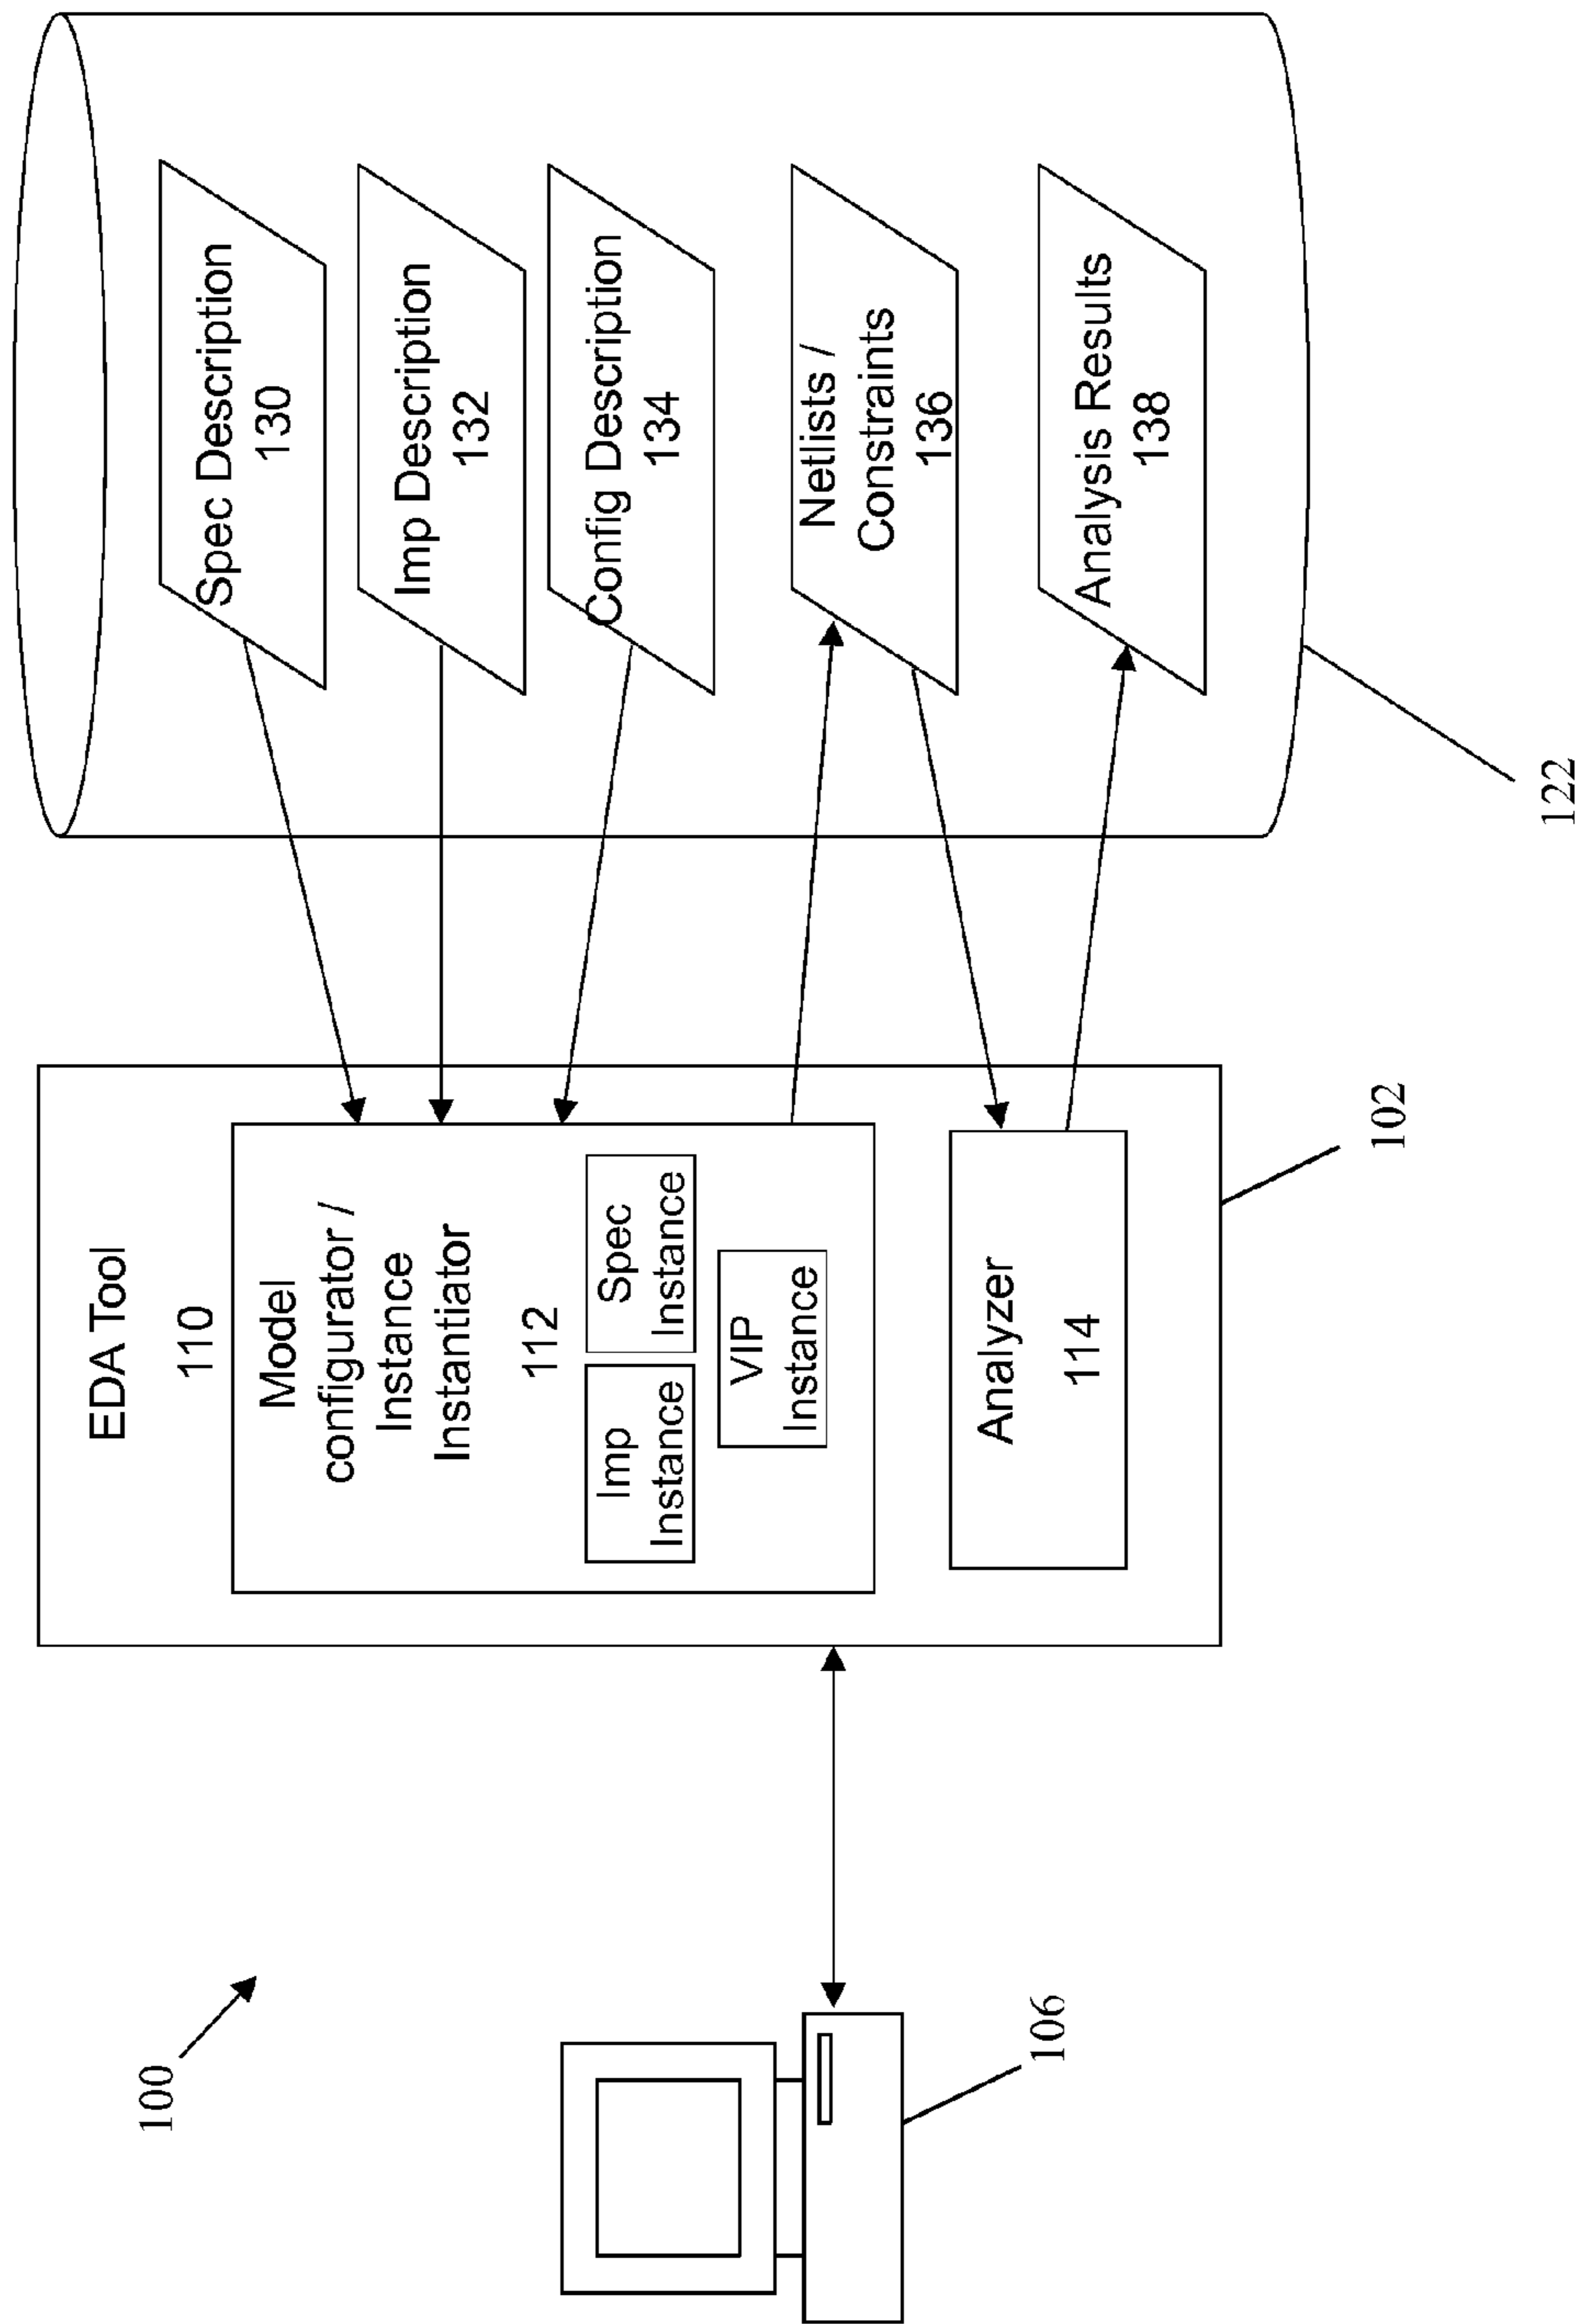 100
106
EDA Tool
110
Model
configurator /
Instance
Instantiator
112
Imp
Instance
Spec
Instance
VIP
Instance
Analyzer
114
102
Spec Description
130
Imp Description
132
Config Description
134
Netlists /
Constraints
136
Analysis Results
138
122